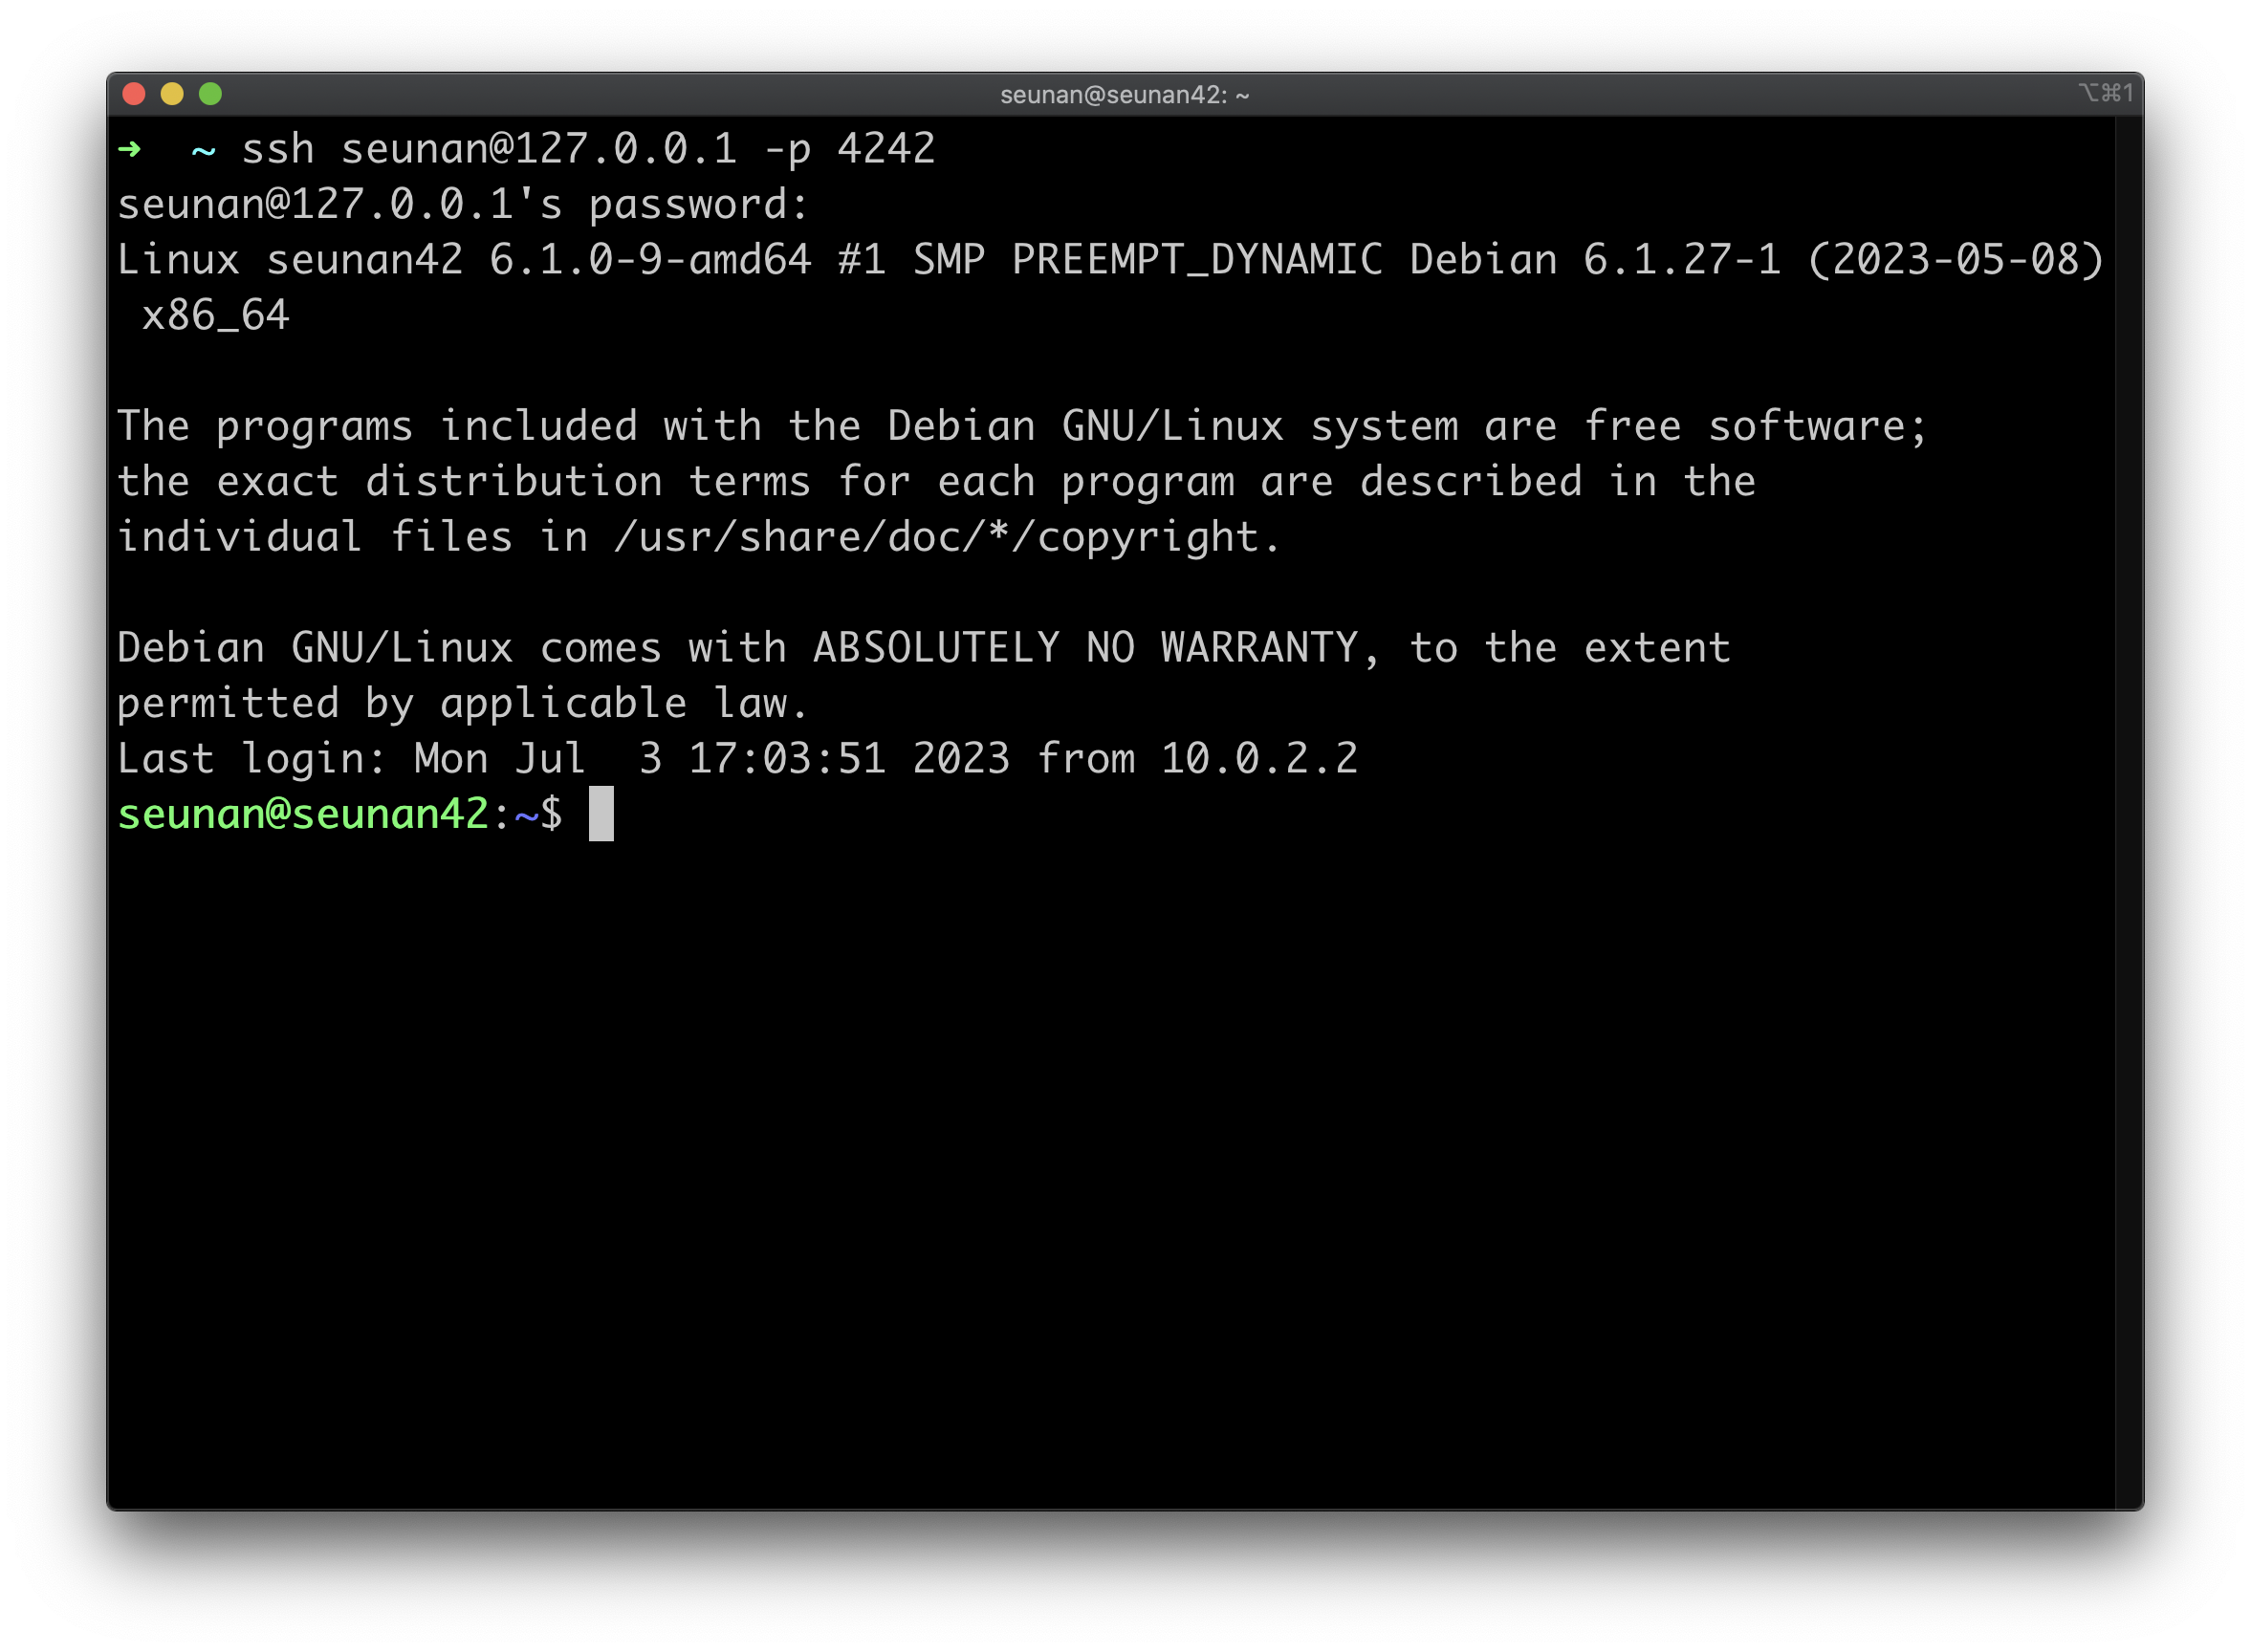 seunan@seunan42: ~
⌥⌘1
➜  ~ ssh seunan@127.0.0.1 -p 4242
seunan@127.0.0.1's password:
Linux seunan42 6.1.0-9-amd64 #1 SMP PREEMPT_DYNAMIC Debian 6.1.27-1 (2023-05-08)
 x86_64
The programs included with the Debian GNU/Linux system are free software;
the exact distribution terms for each program are described in the
individual files in /usr/share/doc/*/copyright.
Debian GNU/Linux comes with ABSOLUTELY NO WARRANTY, to the extent
permitted by applicable law.
Last login: Mon Jul  3 17:03:51 2023 from 10.0.2.2
seunan@seunan42:~$